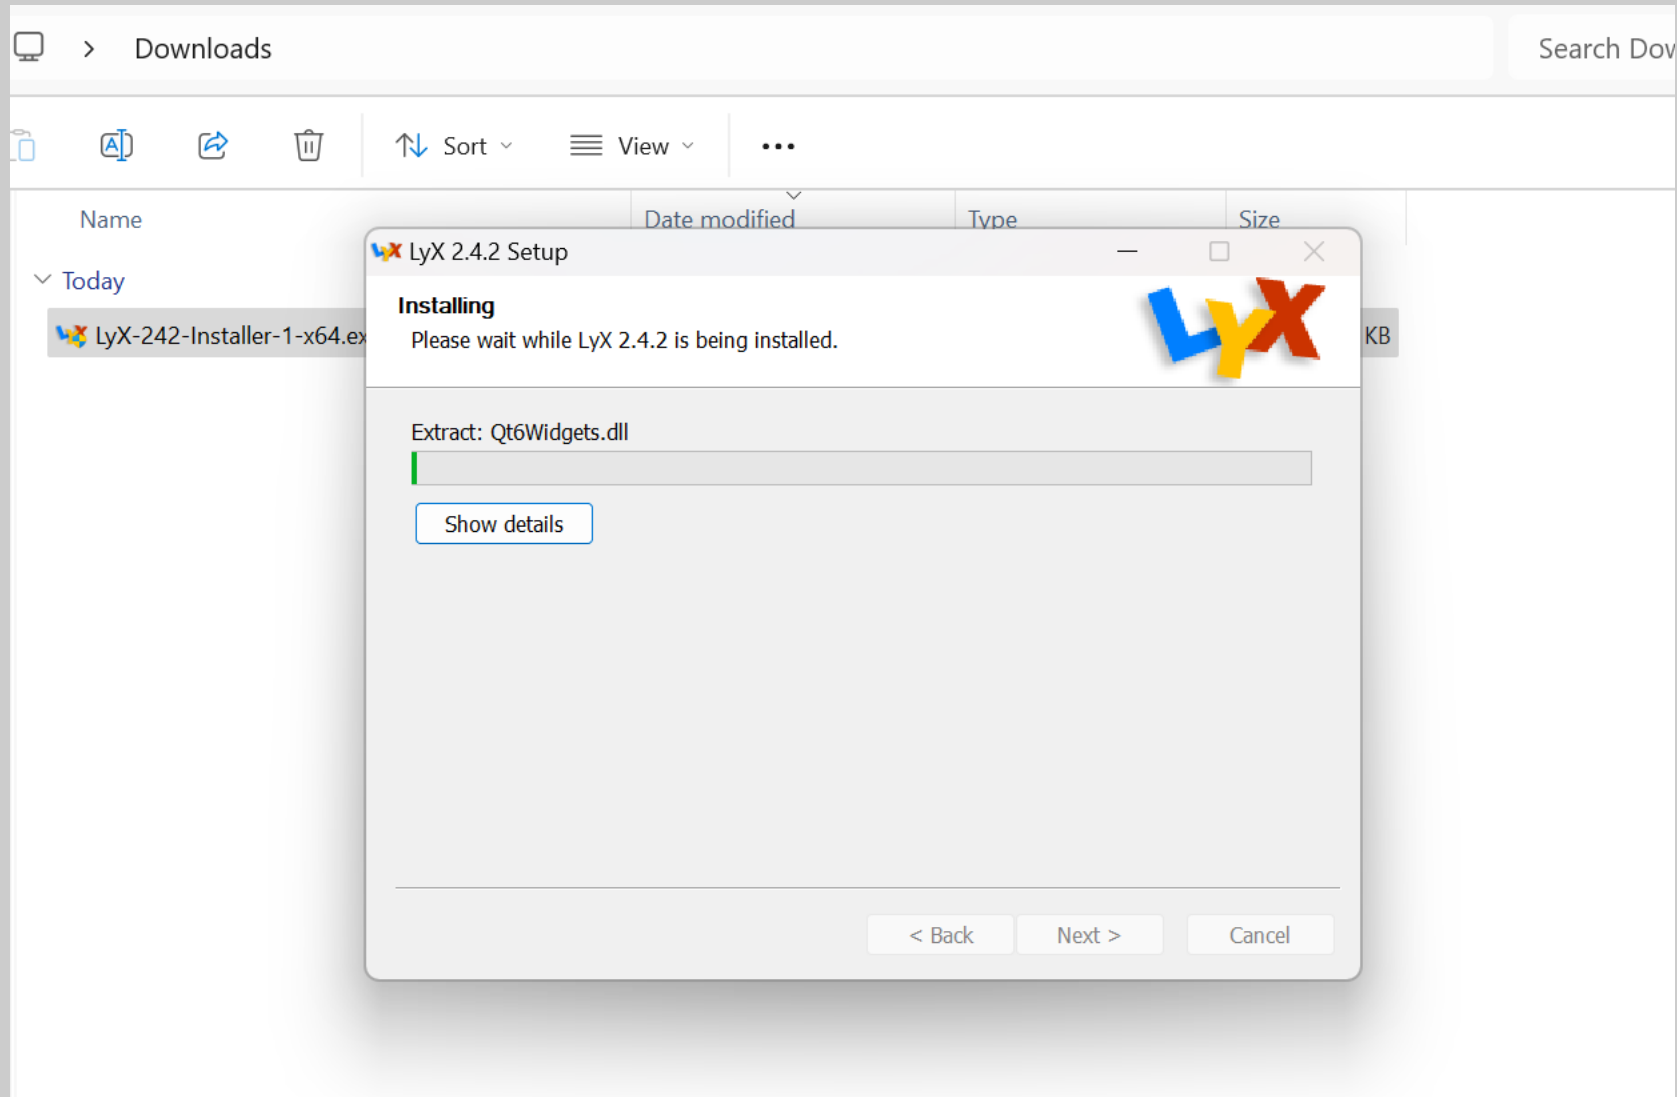 Downloads
Search Dow
Sort
View
Name
Date modified
Type
Size
LyX 2.4.2 Setup
Today
Installing
LyX
LyX-242-Installer-1-x64.ex
Please wait while LyX 2.4.2 is being installed.
KB
Extract: Qt6Widgets.dll
Show details
< Back
Next >
Cancel